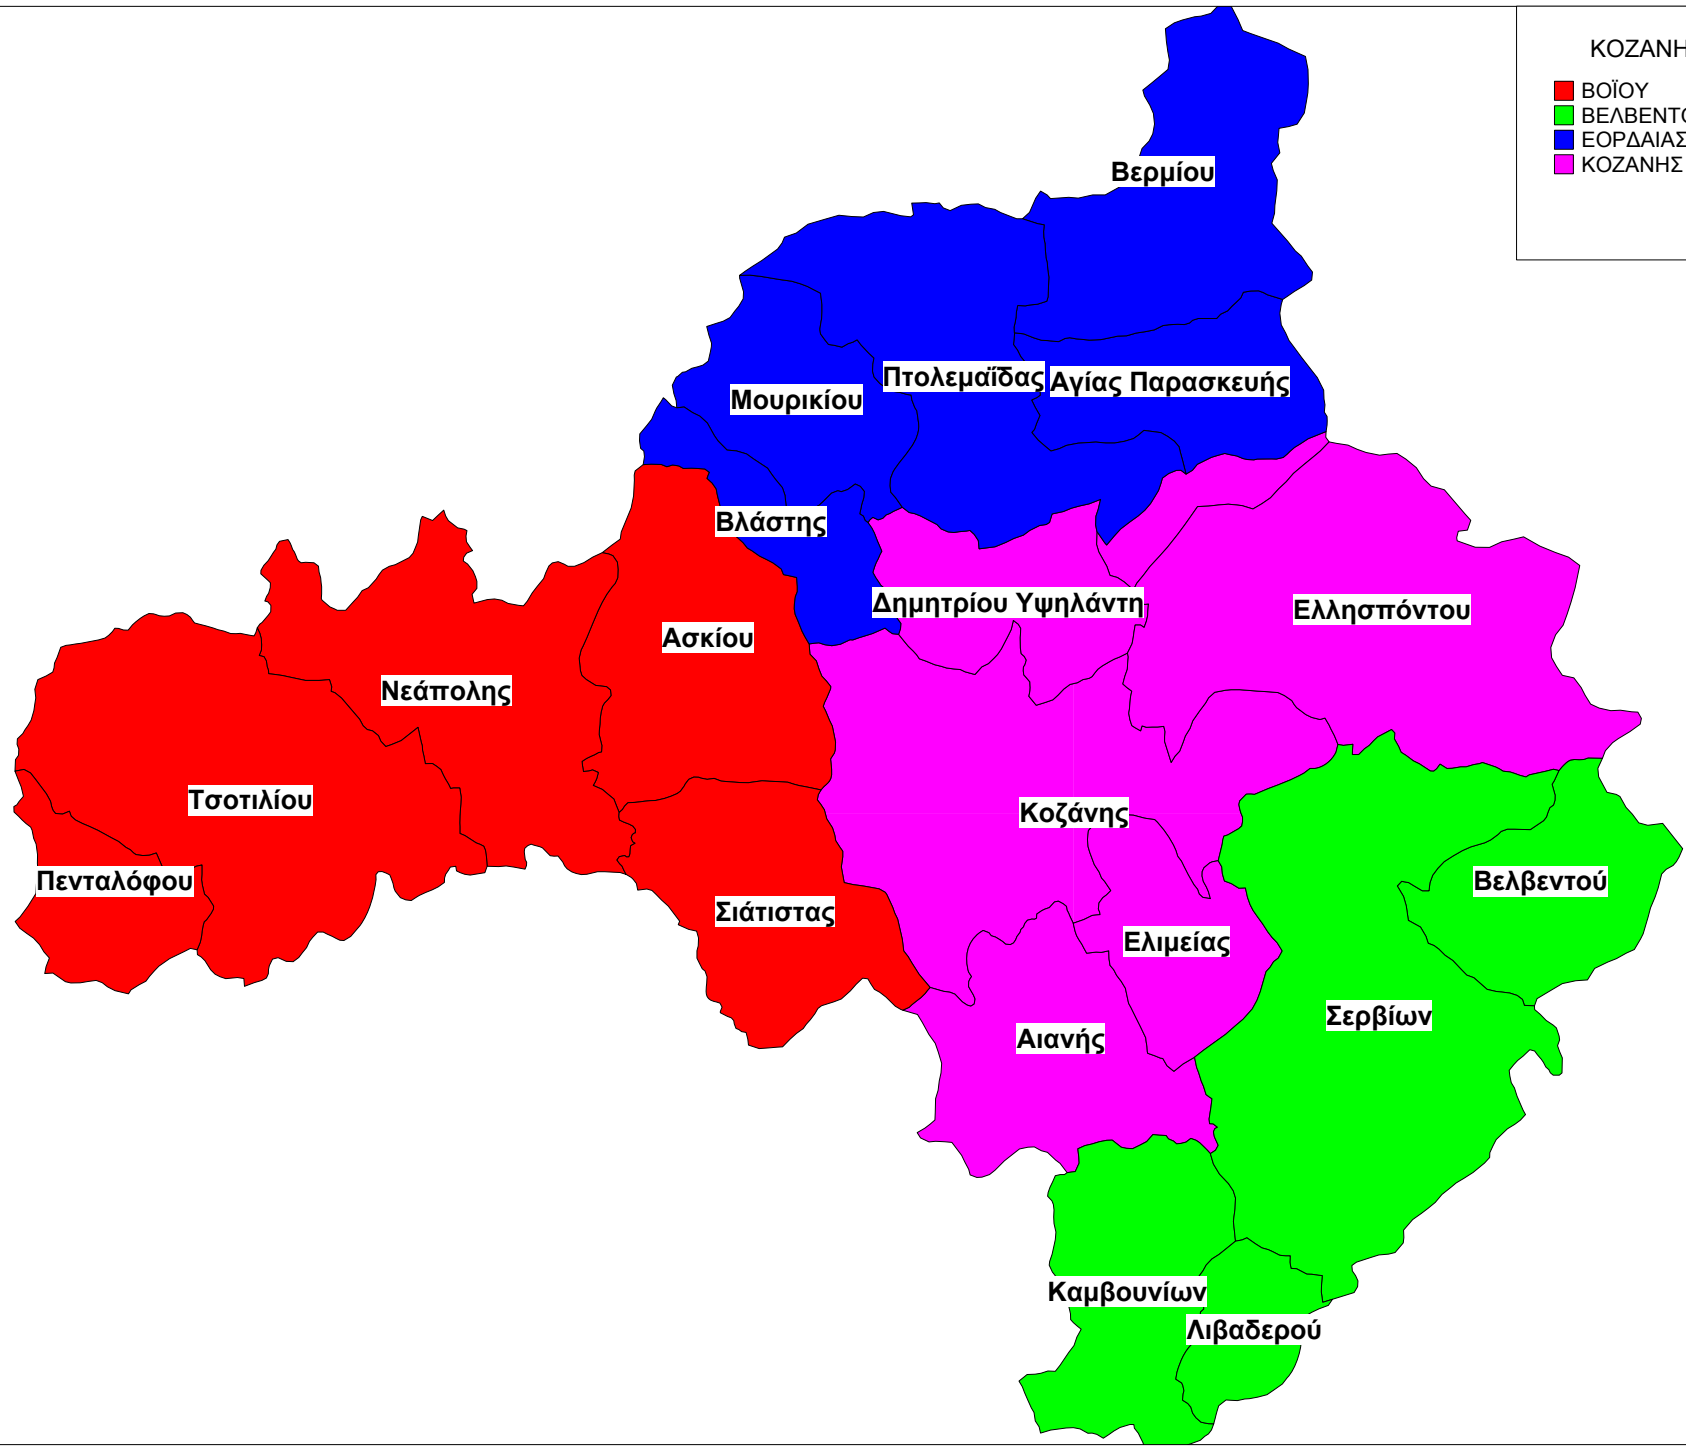 ΚΟΖΑΝΗ
ΒΟΪΟΥ
ΒΕΛΒΕΝΤΟ
ΕΟΡΔΑΙΑΣ
ΚΟΖΑΝΗΣ
Βερμίου
Πτολεμαΐδας
Αγίας Παρασκευής
Μουρικίου
Βλάστης
Δημητρίου Υψηλάντη
Ελλησπόντου
Ασκίου
Νεάπολης
Τσοτιλίου
Κοζάνης
Πενταλόφου
Βελβεντού
Σιάτιστας
Ελιμείας
Σερβίων
Αιανής
Καμβουνίων
Λιβαδερού